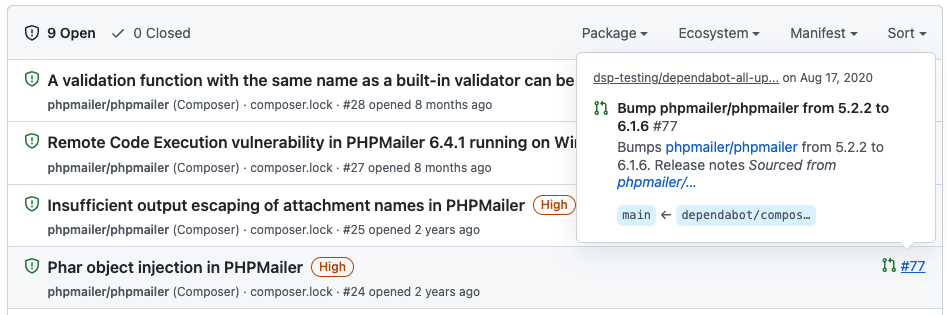 9 Open 0 Closed Package Ecosystem Manifest Sort
A validation function with the same name as a built-in validator can be
phpmailer/phpmailer (Composer) · composer.lock · #28 opened 8 months ago
Remote Code Execution vulnerability in PHPMailer 6.4.1 running on
phpmailer/phpmailer (Composer) · composer.lock · #27 opened 8 months ago
Insufficient output escaping of attachment names in PHPMailer High
phpmailer/phpmailer (Composer) · composer.lock · #25 opened 2 years ago
Phar object injection in PHPMailer High
#77
phpmailer/phpmailer (Composer) · composer.lock · #24 opened 2 years ago
dsp-testing/dependabot-all-up... on Aug 17, 2020
Bump phpmailer/phpmailer from 5.2.2 to
6.1.6 #77
Bumps phpmailer/phpmailer from 5.2.2 to
6.1.6. Release notes Sourced from
phpmailer/...
main ← dependabot/compos…